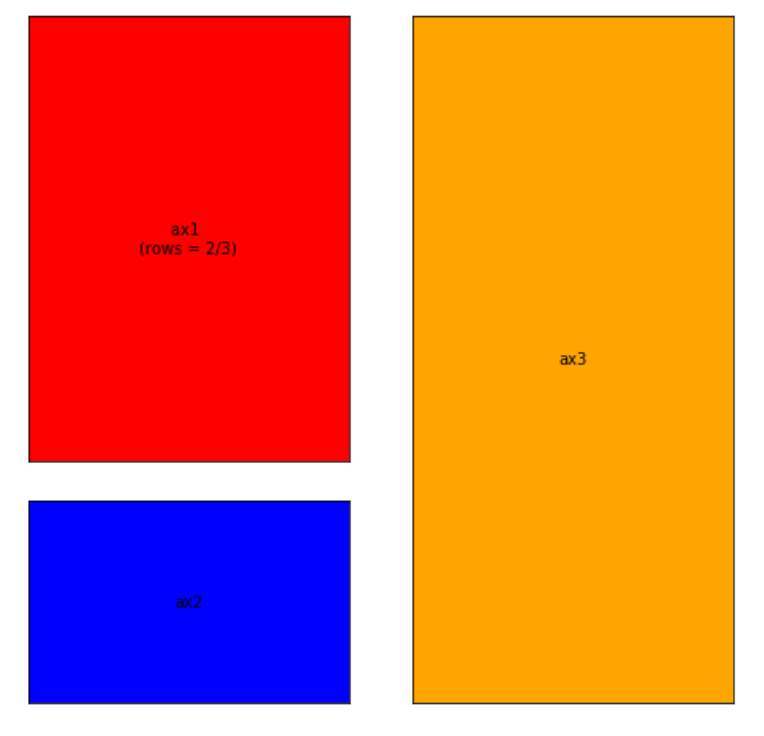 ax1
(rows = 2/3)
ax2
ax3